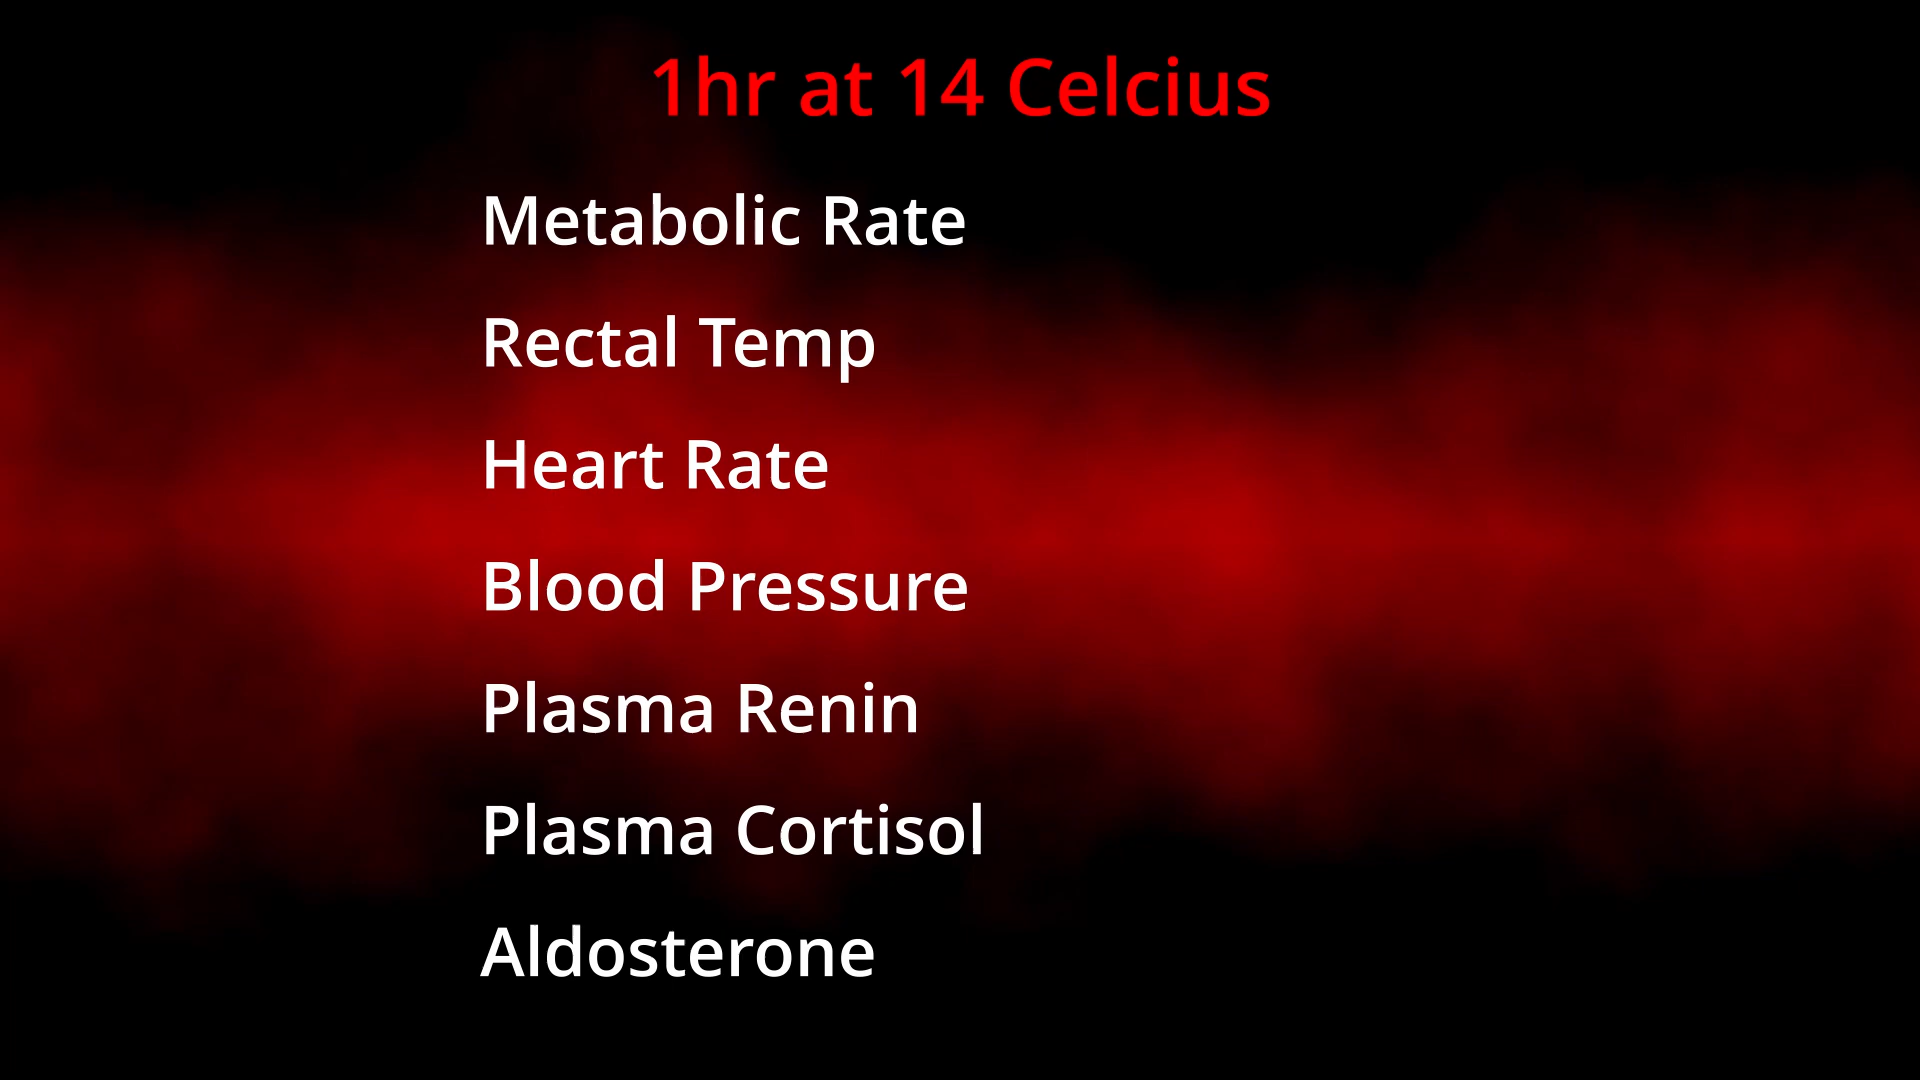 1hr at 14 Celcius
Metabolic Rate
Rectal Temp
Heart Rate
Blood Pressure
Plasma Renin
Plasma Cortisol
Aldosterone